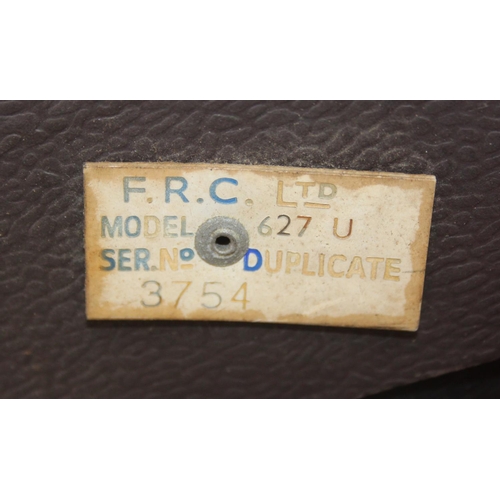 F.R.C. LTD
MODEL 627 U
SER.Nº DUPLICATE
3754